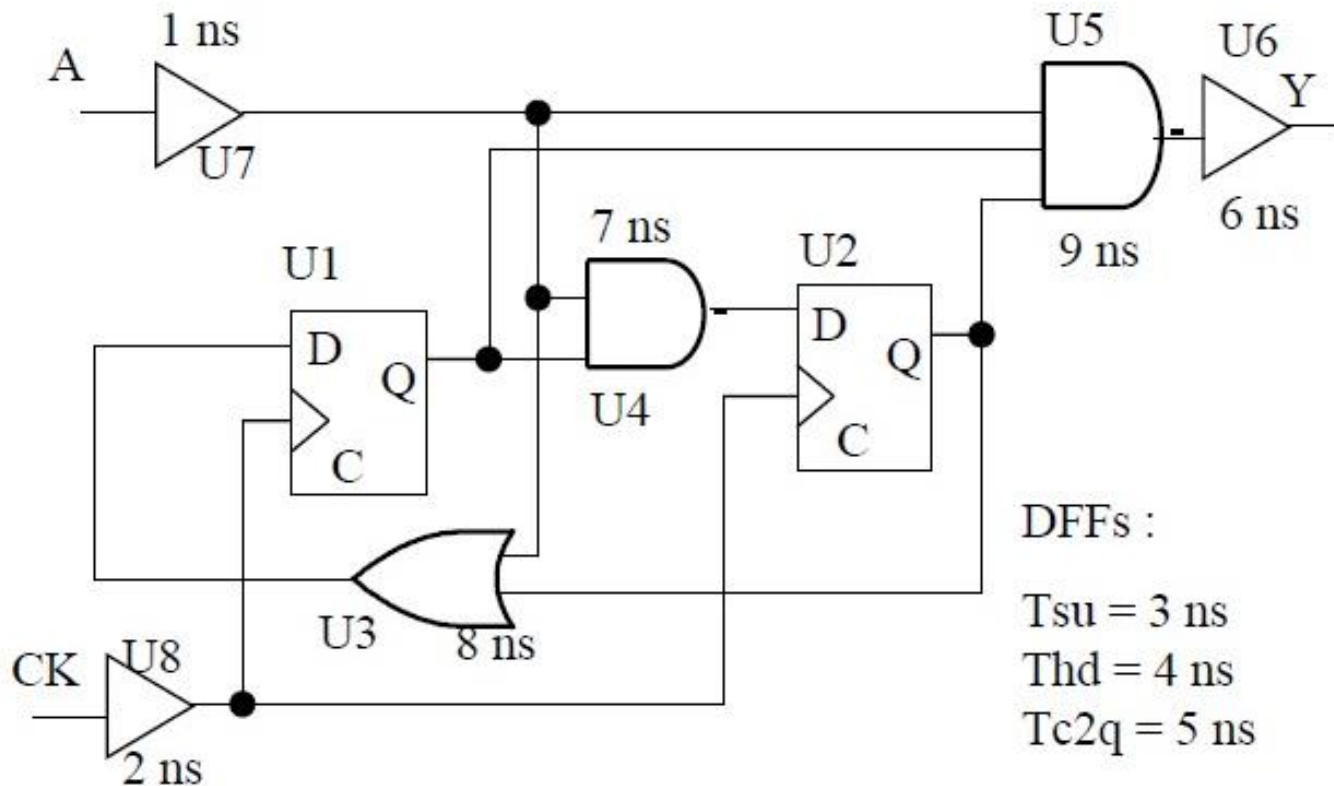 1 ns
A
U7
U5
U6
Y
6 ns
9 ns
7 ns
U1
U2
D
Q
C
U4
D
Q
C
U3
8 ns
CK
U8
2 ns
DFFs :
Tsu = 3 ns
Thd = 4 ns
Tc2q = 5 ns